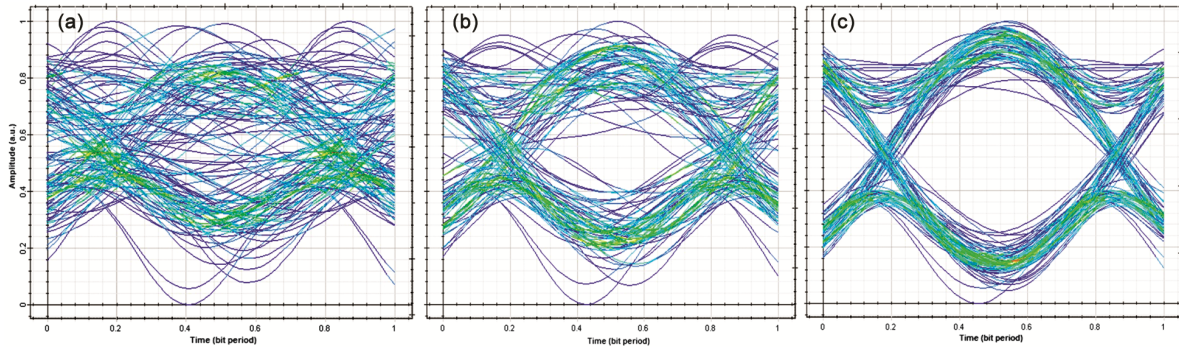 (a)
(b)
(c)
Amplitude (a.u.)
1
0.8
0.6
0.4
0.2
0
0 0.2 0.4 0.6 0.8 1
0 0.2 0.4 0.6 0.8 1
0 0.2 0.4 0.6 0.8 1
Time (bit period)
Time (bit period)
Time (bit period)